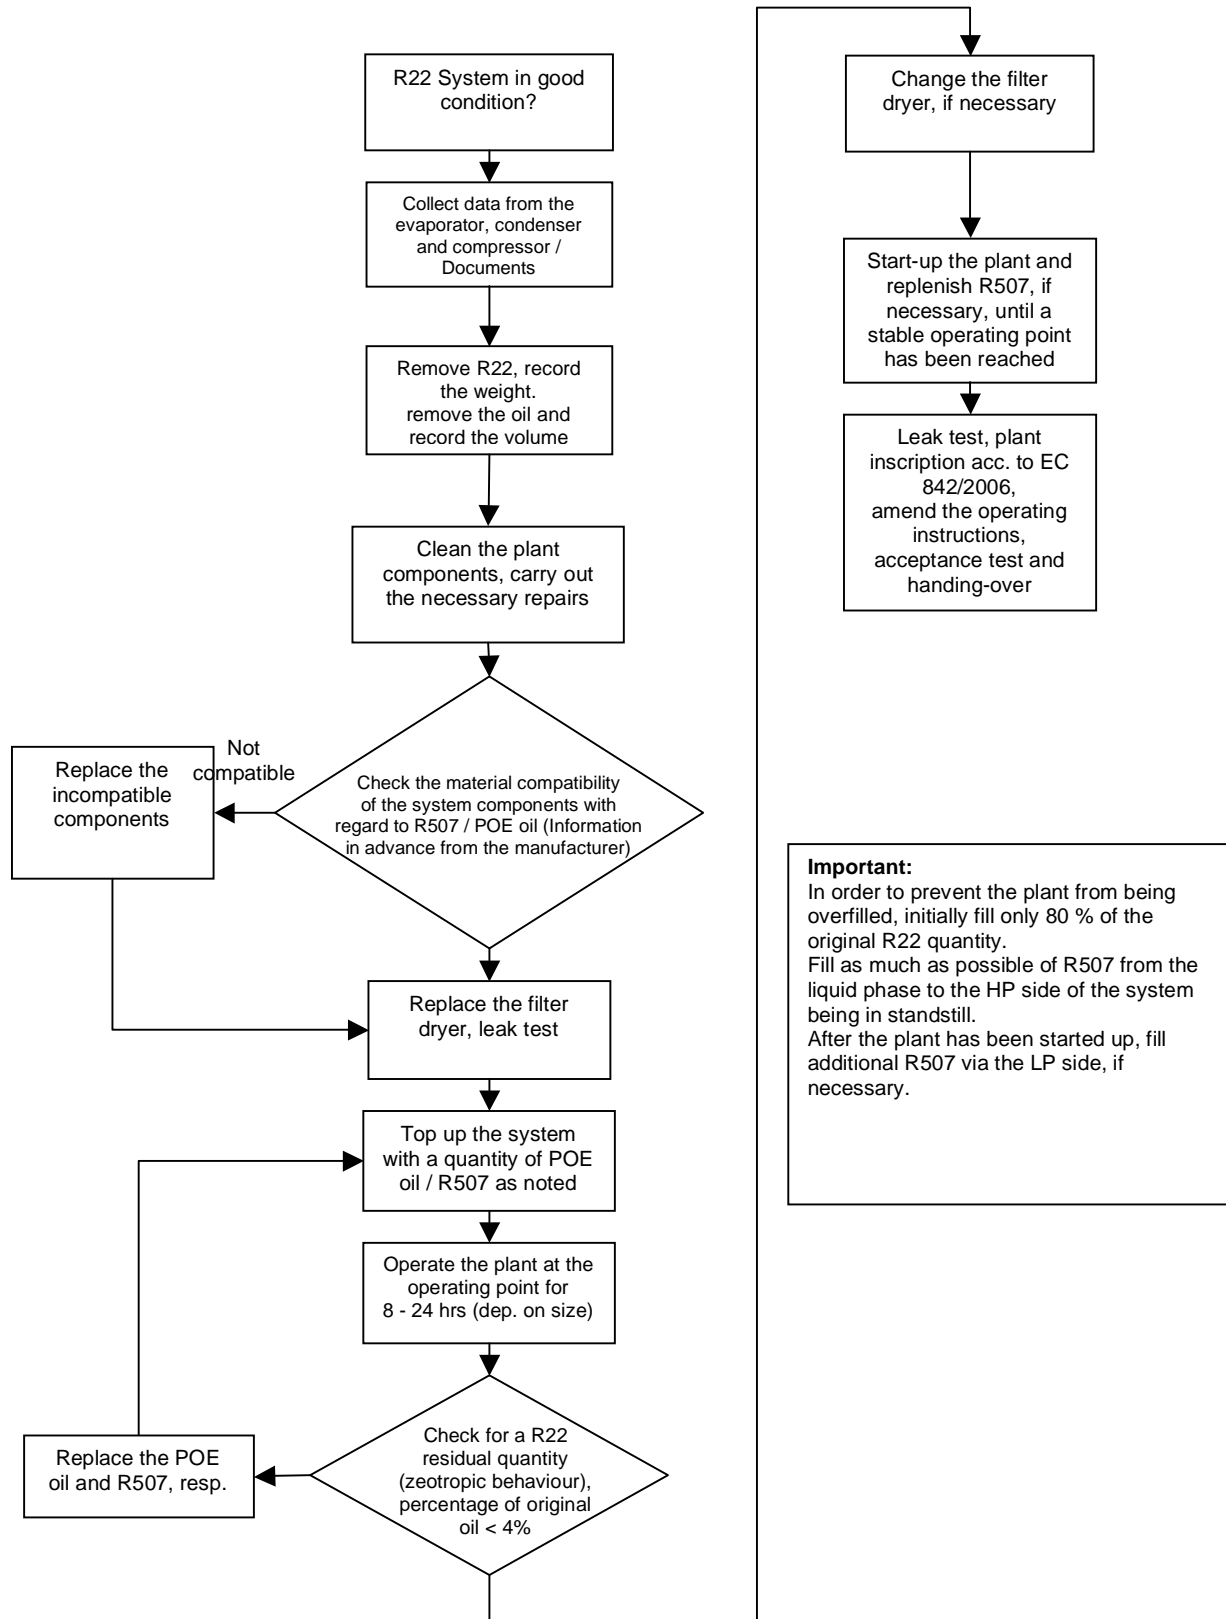 R22 System in good
condition?
Collect data from the
evaporator, condenser
and compressor /
Documents
Remove R22, record
the weight.
remove the oil and
record the volume
Clean the plant
components, carry out
the necessary repairs
Check the material compatibility
of the system components with
regard to R507 / POE oil (Information
in advance from the manufacturer)
Not
compatible
Replace the
incompatible
components
Replace the filter
dryer, leak test
Top up the system
with a quantity of POE
oil / R507 as noted
Operate the plant at the
operating point for
8 - 24 hrs (dep. on size)
Check for a R22
residual quantity
(zeotropic behaviour),
percentage of original
oil < 4%
Replace the POE
oil and R507, resp.
Change the filter
dryer, if necessary
Start-up the plant and
replenish R507, if
necessary, until a
stable operating point
has been reached
Leak test, plant
inscription acc. to EC
842/2006,
amend the operating
instructions,
acceptance test and
handing-over
Important:
In order to prevent the plant from being
overfilled, initially fill only 80 % of the
original R22 quantity.
Fill as much as possible of R507 from the
liquid phase to the HP side of the system
being in standstill.
After the plant has been started up, fill
additional R507 via the LP side, if
necessary.